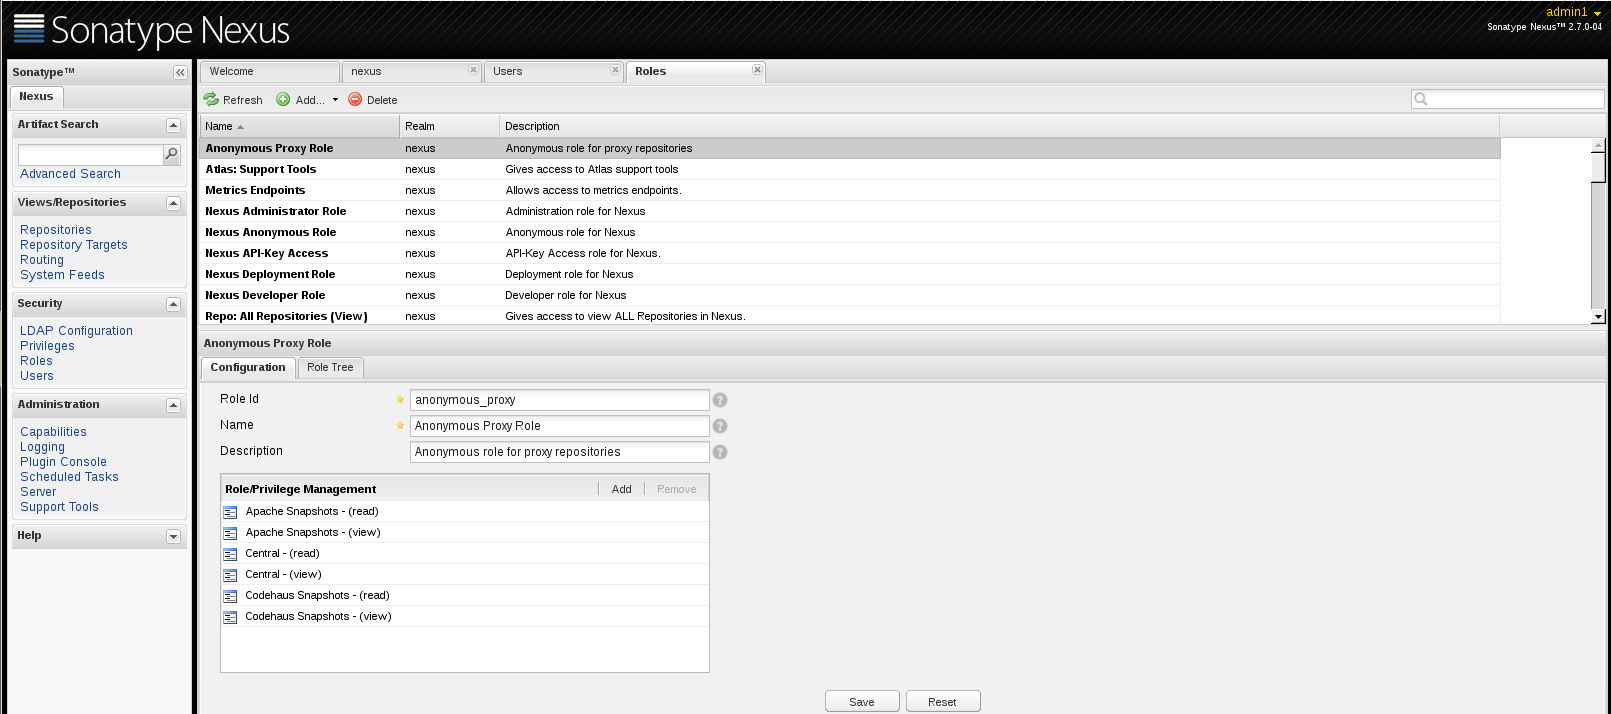 Sonatype Nexus
admin1
Sonatype Nexus™ 2.7.0-04
Sonatype™
Nexus
Artifact Search
Advanced Search
Views/Repositories
Repositories
Repository Targets
Routing
System Feeds
Security
LDAP Configuration
Privileges
Roles
Users
Administration
Capabilities
Logging
Plugin Console
Scheduled Tasks
Server
Support Tools
Help
Welcome nexus Users Roles
Refresh Add... Delete
Name Realm Description
Anonymous Proxy Role nexus Anonymous role for proxy repositories
Atlas: Support Tools nexus Gives access to Atlas support tools
Metrics Endpoints nexus Allows access to metrics endpoints.
Nexus Administrator Role nexus Administration role for Nexus
Nexus Anonymous Role nexus Anonymous role for Nexus
Nexus API-Key Access nexus API-Key Access role for Nexus.
Nexus Deployment Role nexus Deployment role for Nexus
Nexus Developer Role nexus Developer role for Nexus
Repo: All Repositories (View) nexus Gives access to view ALL Repositories in Nexus.
Anonymous Proxy Role
Configuration Role Tree
Role Id anonymous_proxy ?
Name Anonymous Proxy Role ?
Description Anonymous role for proxy repositories ?
Role/Privilege Management Add Remove
Apache Snapshots - (read)
Apache Snapshots - (view)
Central - (read)
Central - (view)
Codehaus Snapshots - (read)
Codehaus Snapshots - (view)
Save Reset